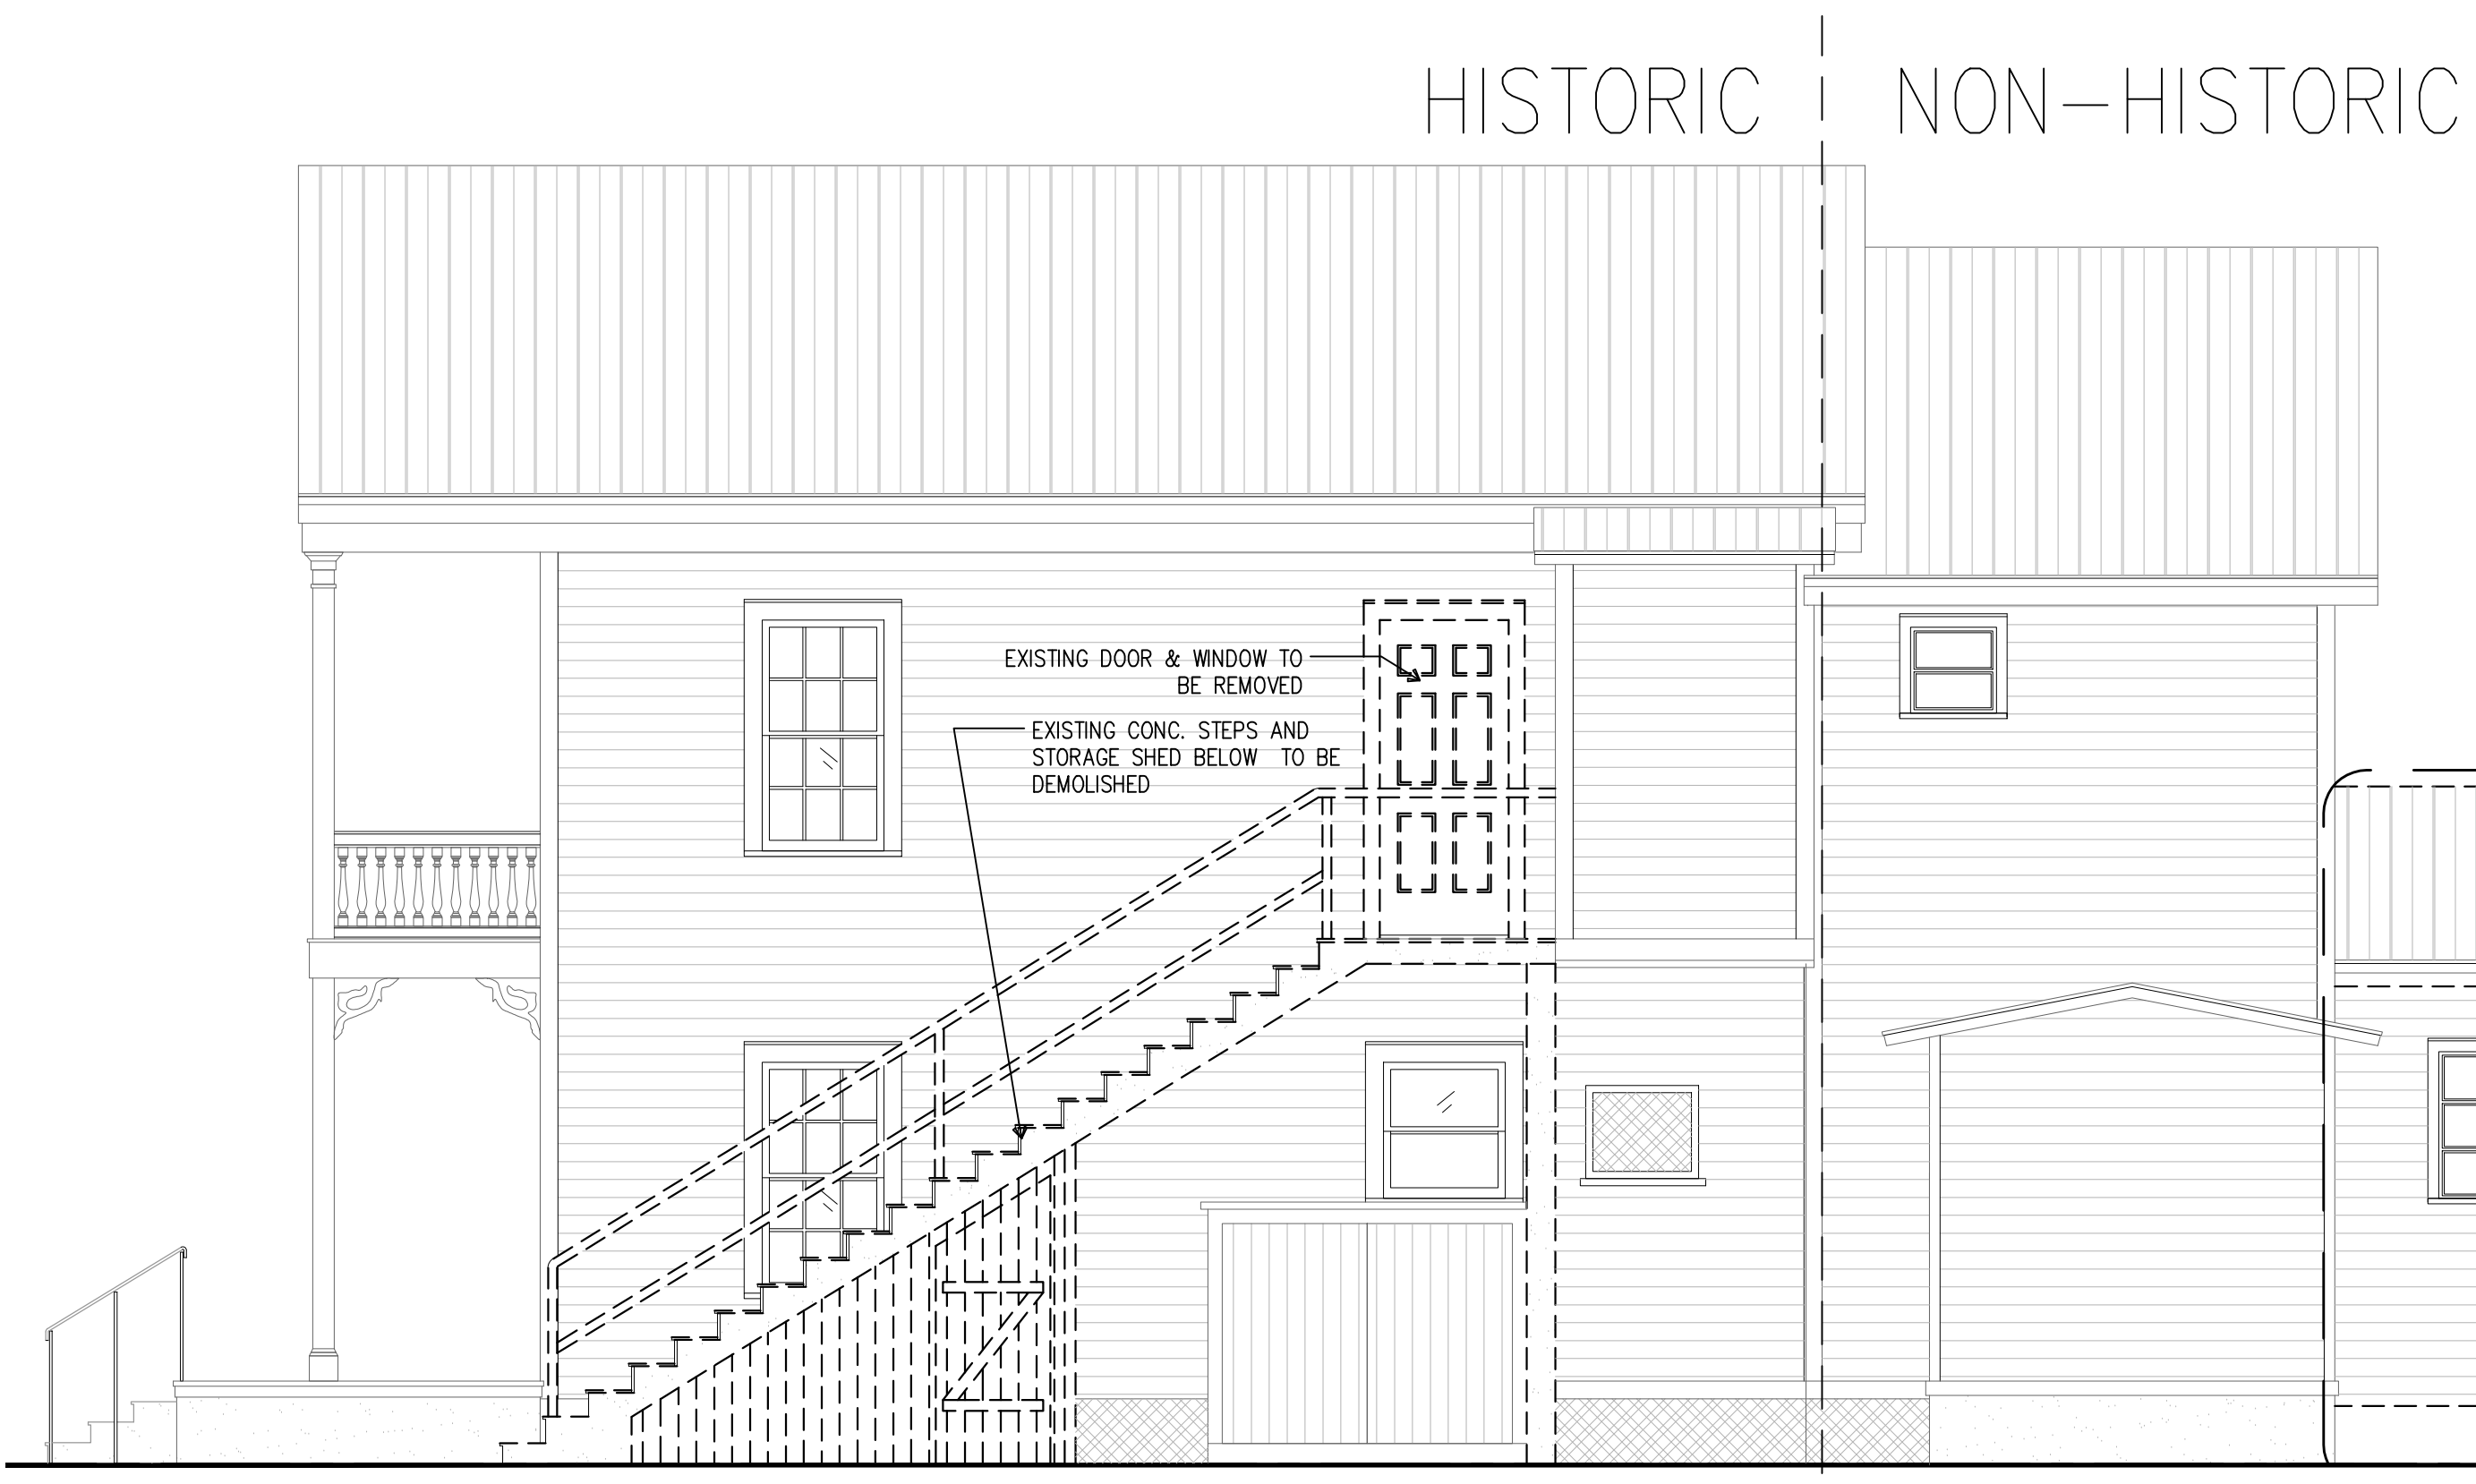 HISTORIC
NON-HISTORIC
EXISTING DOOR & WINDOW TO
BE REMOVED
EXISTING CONC. STEPS AND
STORAGE SHED BELOW TO BE
DEMOLISHED